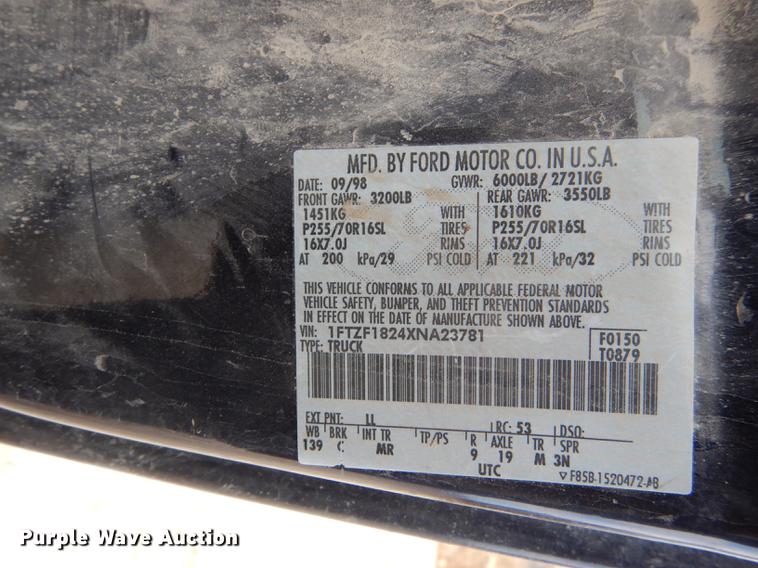 MFD. BY FORD MOTOR CO. IN U.S.A.
DATE: 09/98 GVWR: 6000LB/ 2721KG
FRONT GAWR: 3200LB REAR GAWR: 3550LB
1451KG WITH 1610KG WITH
P255/70R16SL TIRES P255/70R16SL TIRES
16X7.0J RIMS 16X7.0J RIMS
AT 200 kPa/29 PSI COLD AT 221 kPa/32 PSI COLD
THIS VEHICLE CONFORMS TO ALL APPLICABLE FEDERAL MOTOR
VEHICLE SAFETY, BUMPER, AND THEFT PREVENTION STANDARDS
IN EFFECT ON THE DATE OF MANUFACTURE SHOWN ABOVE.
VIN: 1FTZF1824XNA23781 F0150
TYPE: TRUCK T0879
EXT PNT: LL RC: 53 DSO:
WB BRK INT TR TP/PS R AXLE TR SPR
139 C MR 9 19 M 3N
UTC ▽F85B-1520472-AB
Purple Wave Auction